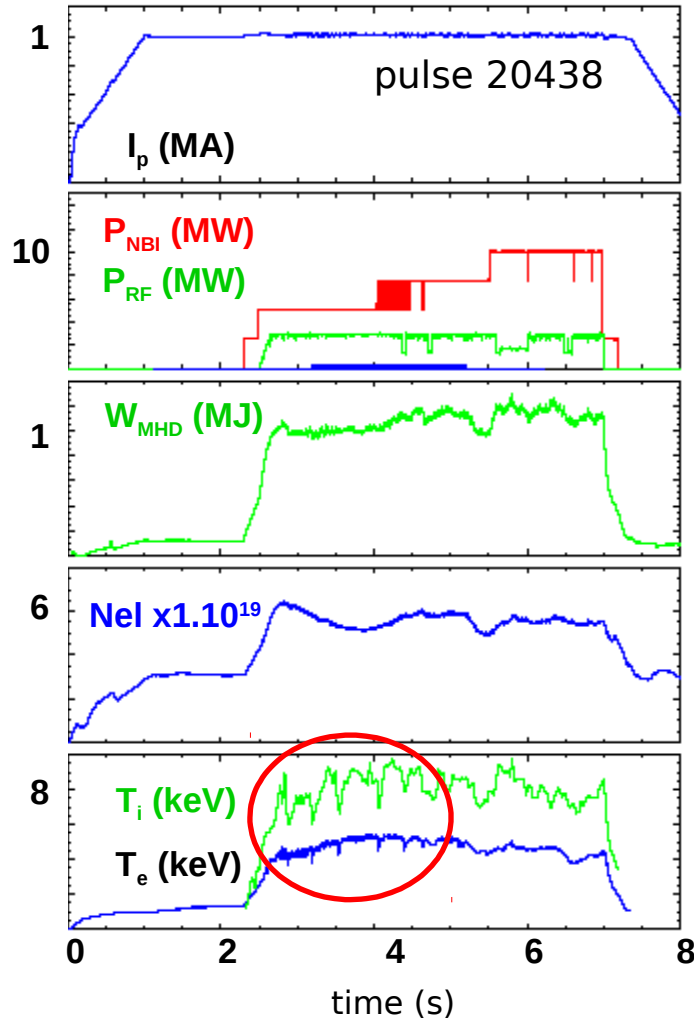 1
pulse 20438
Ip (MA)
PNBI (MW)
10
PRF (MW)
WMHD (MJ)
1
6
Nel x1.10¹⁹
8
Ti (keV)
Te (keV)
0 2 4 6 8
time (s)